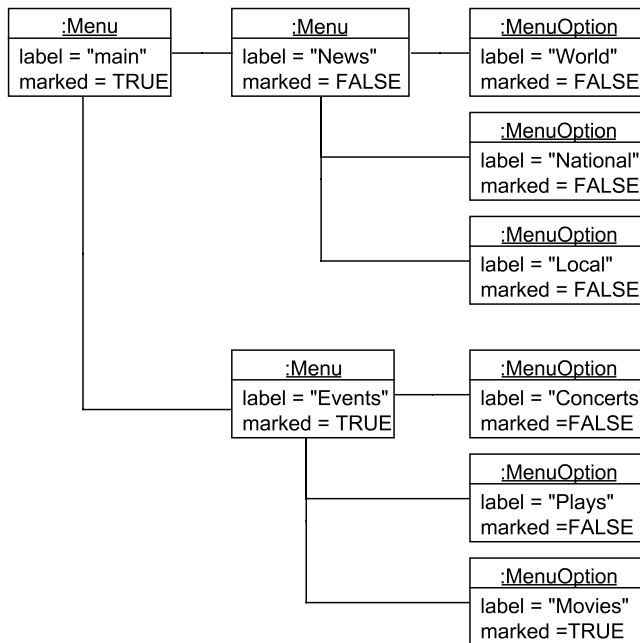 :Menu
label = "main"
marked = TRUE
:Menu
label = "News"
marked = FALSE
:MenuOption
label = "World"
marked = FALSE
:MenuOption
label = "National"
marked = FALSE
:MenuOption
label = "Local"
marked = FALSE
:Menu
label = "Events"
marked = TRUE
:MenuOption
label = "Concerts"
marked =FALSE
:MenuOption
label = "Plays"
marked =FALSE
:MenuOption
label = "Movies"
marked =TRUE